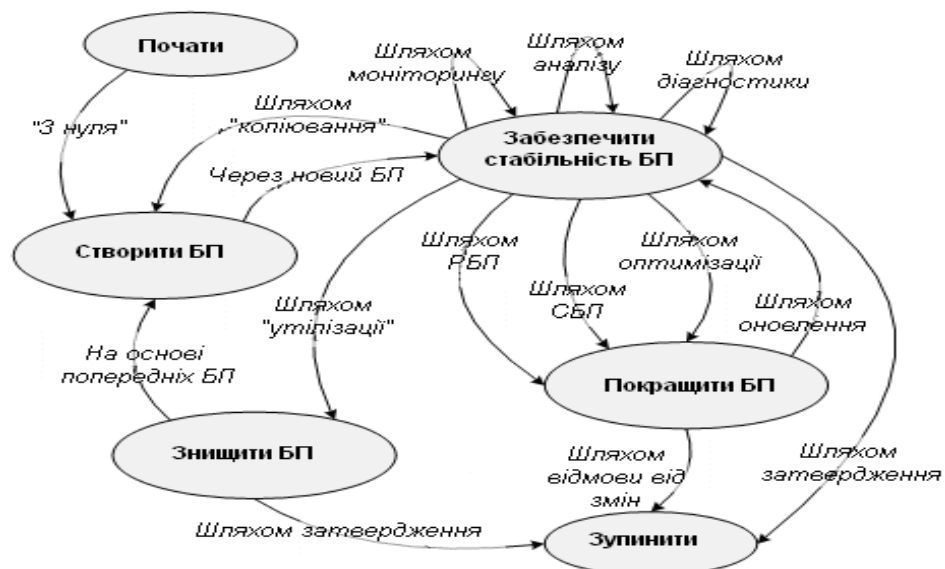 Почати
Шляхом
моніторингу
Шляхом
аналізу
Шляхом
діагностики
"З нуля"
Шляхом
"копіювання"
Забезпечити
стабільність БП
Через новий БП
Створити БП
Шляхом
РБП
Шляхом
оптимізації
Шляхом
СБП
Шляхом
"утилізації"
Шляхом
оновлення
На основі
попередніх БП
Покращити БП
Знищити БП
Шляхом
відмови від
змін
Шляхом
затвердження
Шляхом затвердження
Зупинити